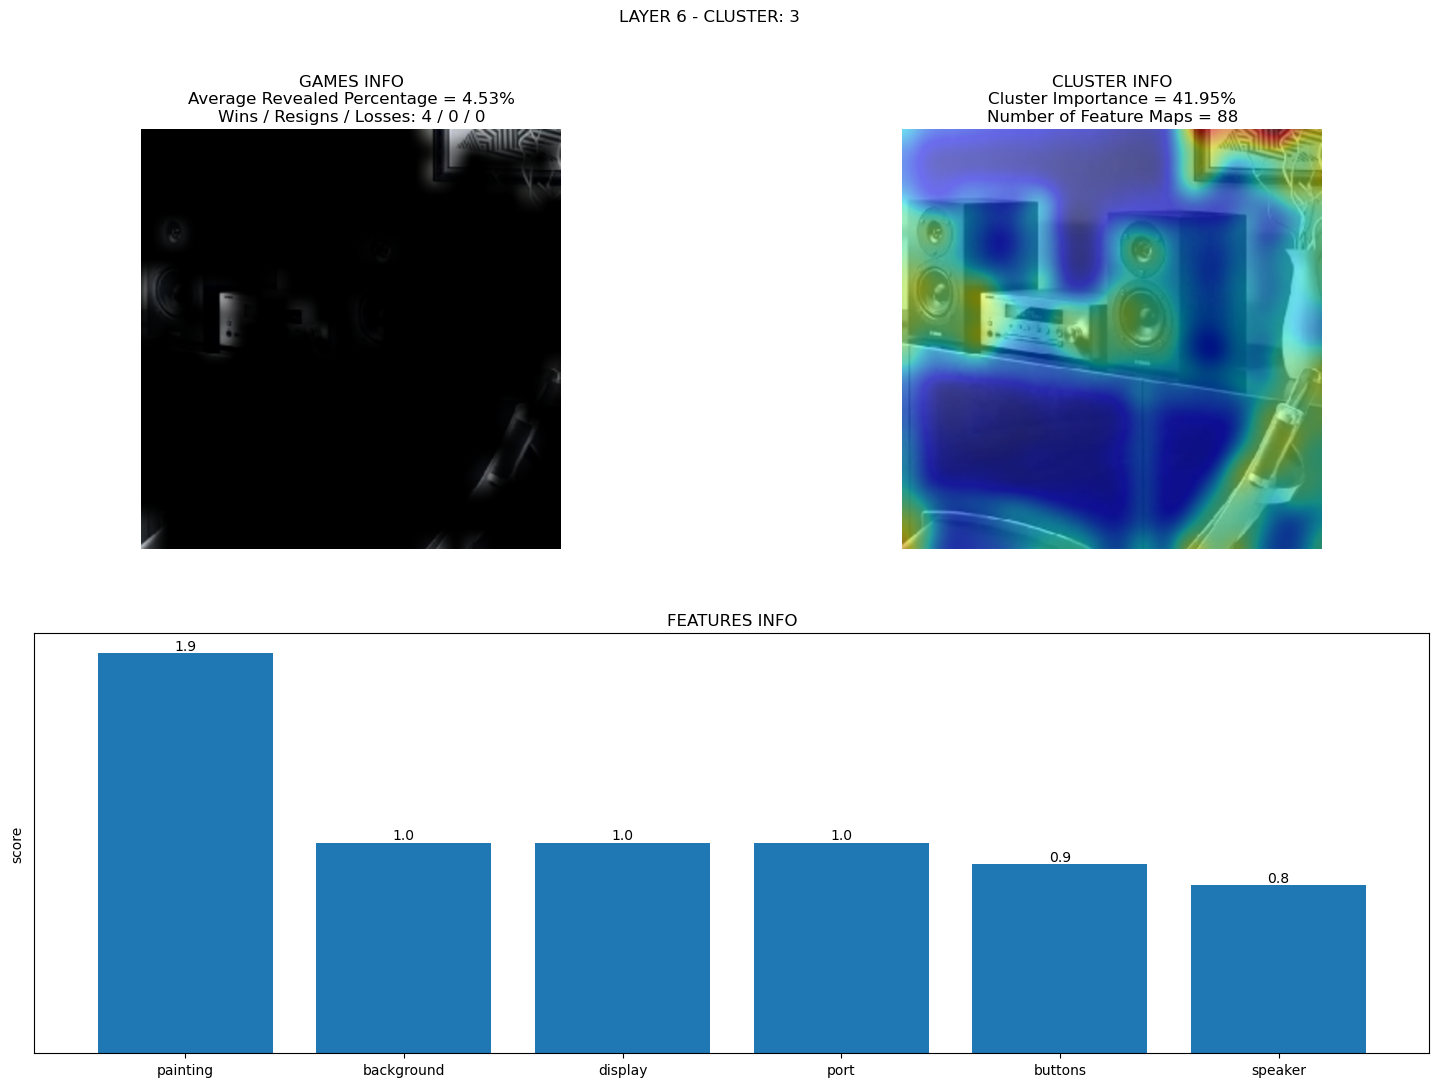 LAYER 6 - CLUSTER: 3
GAMES INFO
Average Revealed Percentage = 4.53%
Wins / Resigns / Losses: 4 / 0 / 0
CLUSTER INFO
Cluster Importance = 41.95%
Number of Feature Maps = 88
FEATURES INFO
score
1.9
1.0
1.0
1.0
0.9
0.8
painting
background
display
port
buttons
speaker